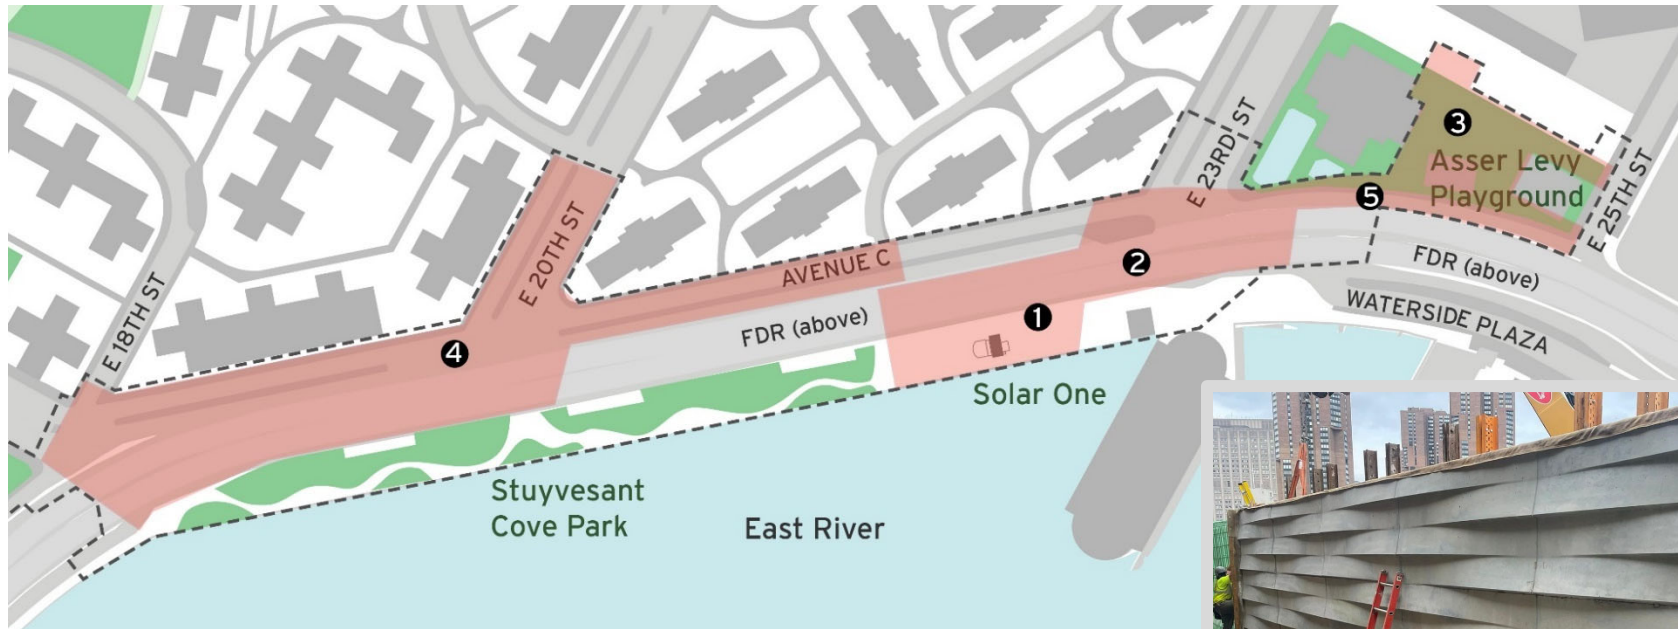 E 18TH ST
E 20TH ST
AVENUE C
FDR (above)
E 23RD ST
E 25TH ST
Asser Levy
Playground
FDR (above)
WATERSIDE PLAZA
Solar One
Stuyvesant
Cove Park
East River
1
2
3
4
5